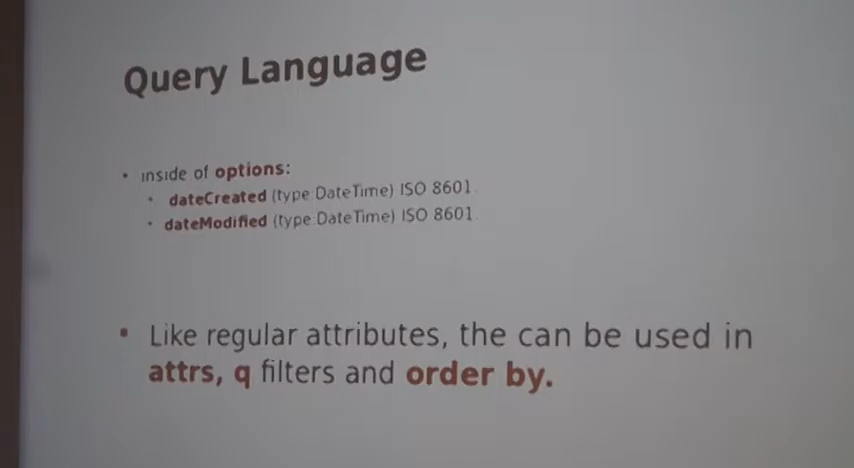 Query Language
• inside of options:
• dateCreated (type:DateTime) ISO 8601.
• dateModified (type:DateTime) ISO 8601.
• Like regular attributes, the can be used in
attrs, q filters and order by.